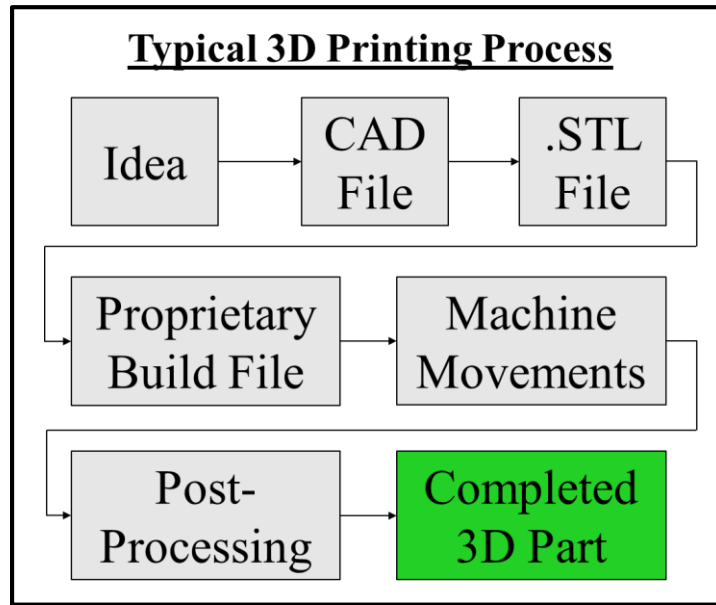 Typical 3D Printing Process
Idea
CAD
File
.STL
File
Proprietary
Build File
Machine
Movements
Post-
Processing
Completed
3D Part